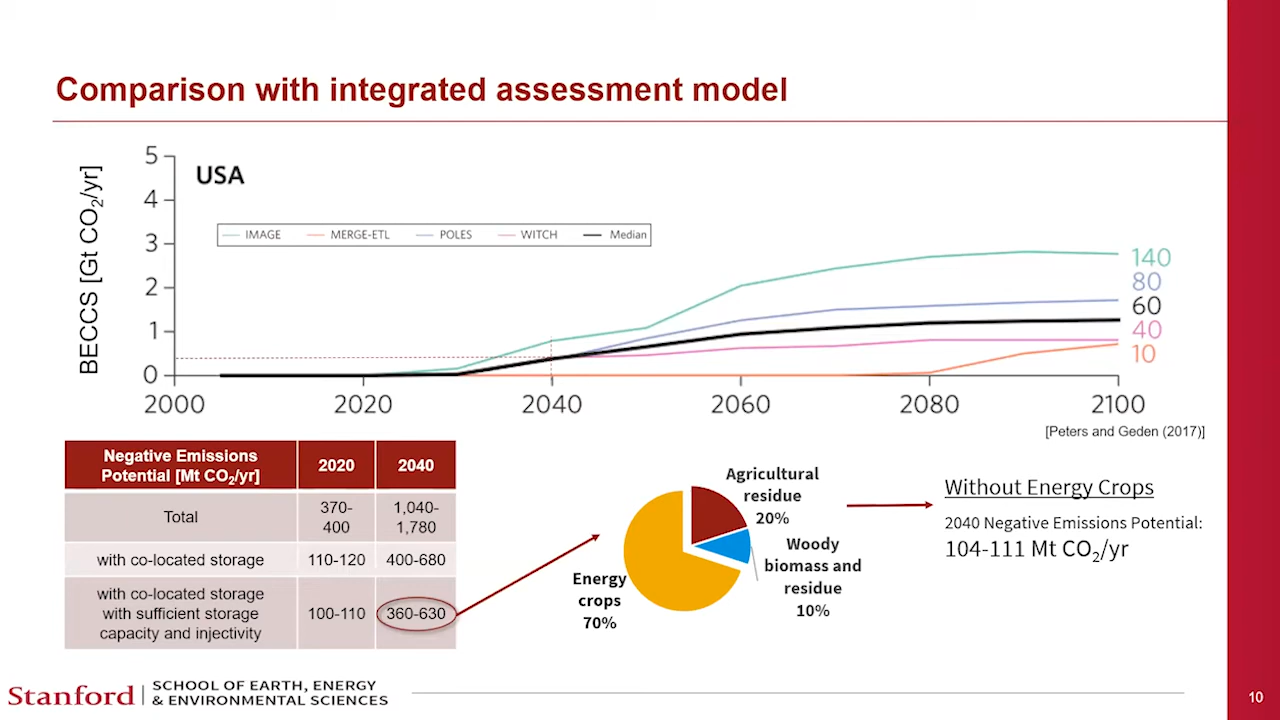 Comparison with integrated assessment model
BECCS [Gt CO2/yr]
5
4
3
2
1
0
USA
IMAGE MERGE-ETL POLES WITCH Median
140
80
60
40
10
2000 2020 2040 2060 2080 2100
[Peters and Geden (2017)]
Negative Emissions
Potential [Mt CO2/yr]
2020
2040
Total
370-
400
1,040-
1,780
with co-located storage
110-120
400-680
with co-located storage
with sufficient storage
capacity and injectivity
100-110
360-630
Agricultural
residue
20%
Woody
biomass and
residue
10%
Energy
crops
70%
Without Energy Crops
2040 Negative Emissions Potential:
104-111 Mt CO2/yr
Stanford
SCHOOL OF EARTH, ENERGY
& ENVIRONMENTAL SCIENCES
10